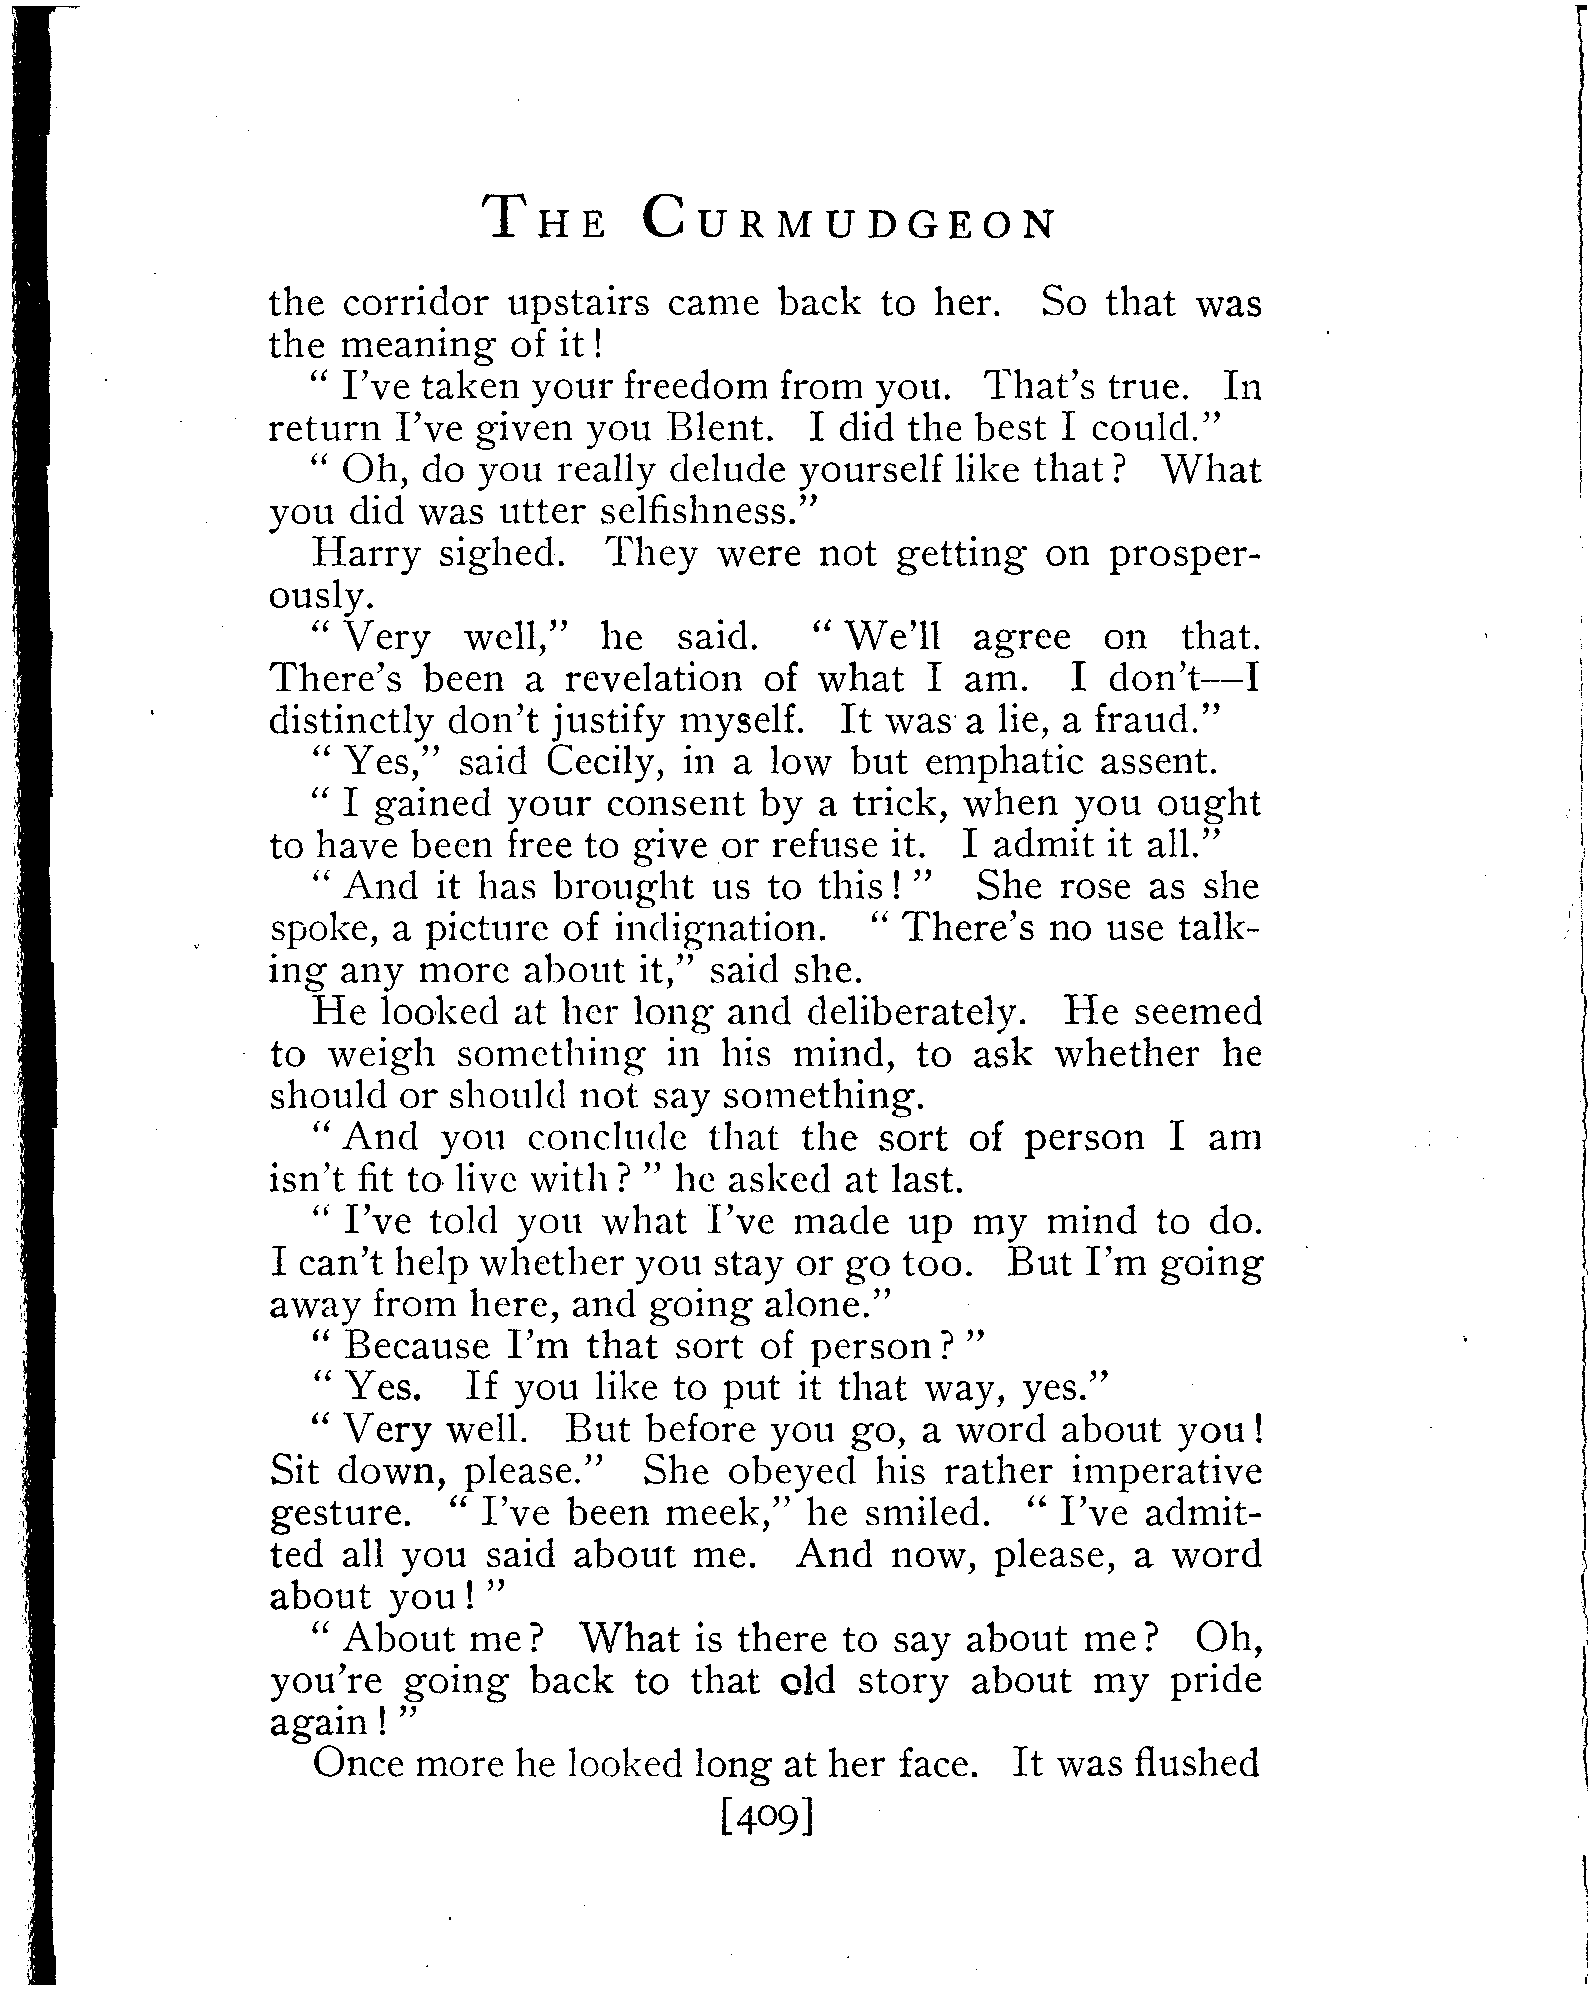 THE CURMUDGEON
the corridor upstairs came back to her. So that was
the meaning of it!
“ I've taken your freedom from you. That's true. In
return I've given you Blent. I did the best I could.”
“ Oh, do you really delude yourself like that? What
you did was utter selfishness.”
Harry sighed. They were not getting on prosper-
ously.
“ Very well,” he said. “ We'll agree on that.
There's been a revelation of what I am. I don't—I
distinctly don't justify myself. It was a lie, a fraud.”
“ Yes,” said Cecily, in a low but emphatic assent.
“ I gained your consent by a trick, when you ought
to have been free to give or refuse it. I admit it all.”
“ And it has brought us to this! ” She rose as she
spoke, a picture of indignation. “ There's no use talk-
ing any more about it,” said she.
He looked at her long and deliberately. He seemed
to weigh something in his mind, to ask whether he
should or should not say something.
“ And you conclude that the sort of person I am
isn't fit to live with? ” he asked at last.
“ I've told you what I've made up my mind to do.
I can't help whether you stay or go too. But I'm going
away from here, and going alone.”
“ Because I'm that sort of person? ”
“ Yes. If you like to put it that way, yes.”
“ Very well. But before you go, a word about you!
Sit down, please.” She obeyed his rather imperative
gesture. “ I've been meek,” he smiled. “ I've admit-
ted all you said about me. And now, please, a word
about you! ”
“ About me? What is there to say about me? Oh,
you're going back to that old story about my pride
again! ”
Once more he looked long at her face. It was flushed
[409]